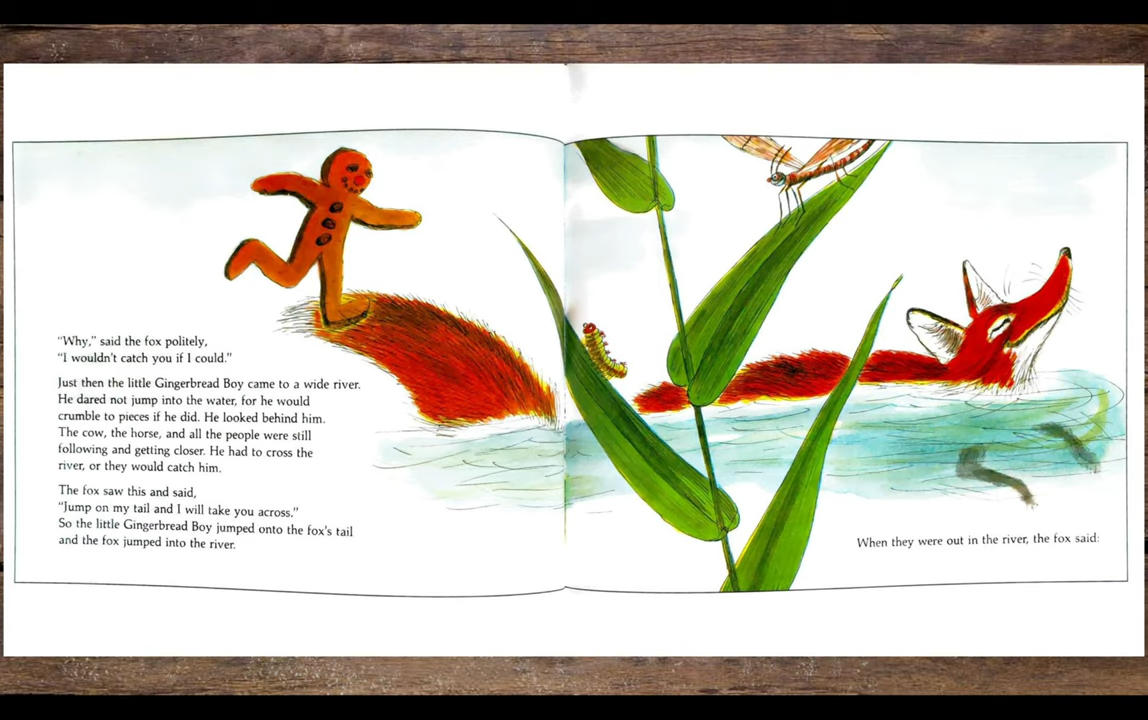 "Why," said the fox politely,
"I wouldn't catch you if I could."
Just then the little Gingerbread Boy came to a wide river.
He dared not jump into the water, for he would
crumble to pieces if he did. He looked behind him.
The cow, the horse, and all the people were still
following and getting closer. He had to cross the
river, or they would catch him.
The fox saw this and said,
"Jump on my tail and I will take you across."
So the little Gingerbread Boy jumped onto the fox's tail
and the fox jumped into the river.
When they were out in the river, the fox said: